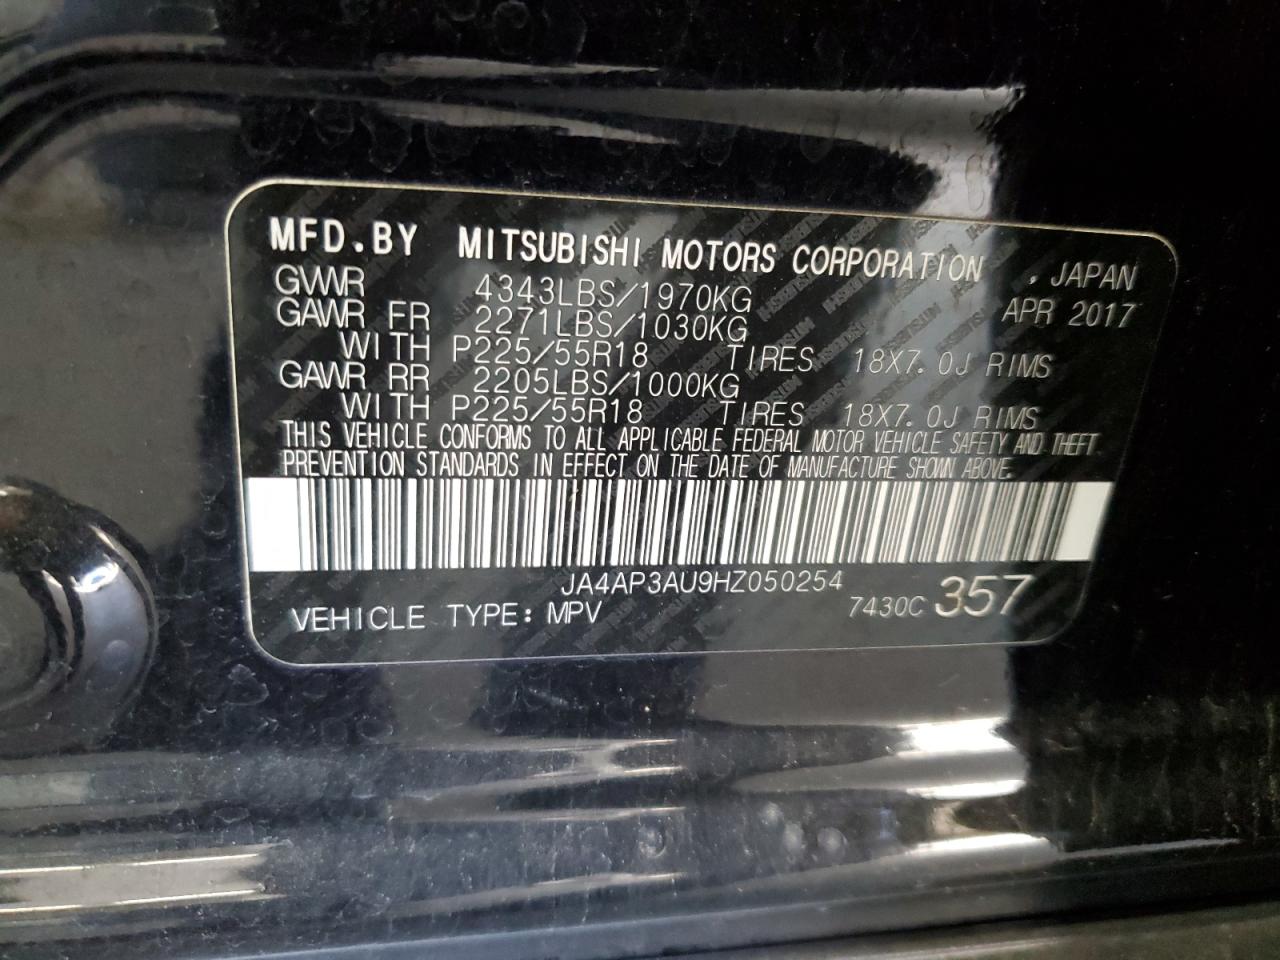 MFD.BY MITSUBISHI MOTORS CORPORATION , JAPAN
GVWR 4343LBS/1970KG APR 2017
GAWR FR 2271LBS/1030KG
WITH P225/55R18 TIRES 18X7.0J RIMS
GAWR RR 2205LBS/1000KG
WITH P225/55R18 TIRES 18X7.0J RIMS
THIS VEHICLE CONFORMS TO ALL APPLICABLE FEDERAL MOTOR VEHICLE SAFETY AND THEFT
PREVENTION STANDARDS IN EFFECT ON THE DATE OF MANUFACTURE SHOWN ABOVE.
JA4AP3AU9HZ050254
VEHICLE TYPE: MPV 7430C 357